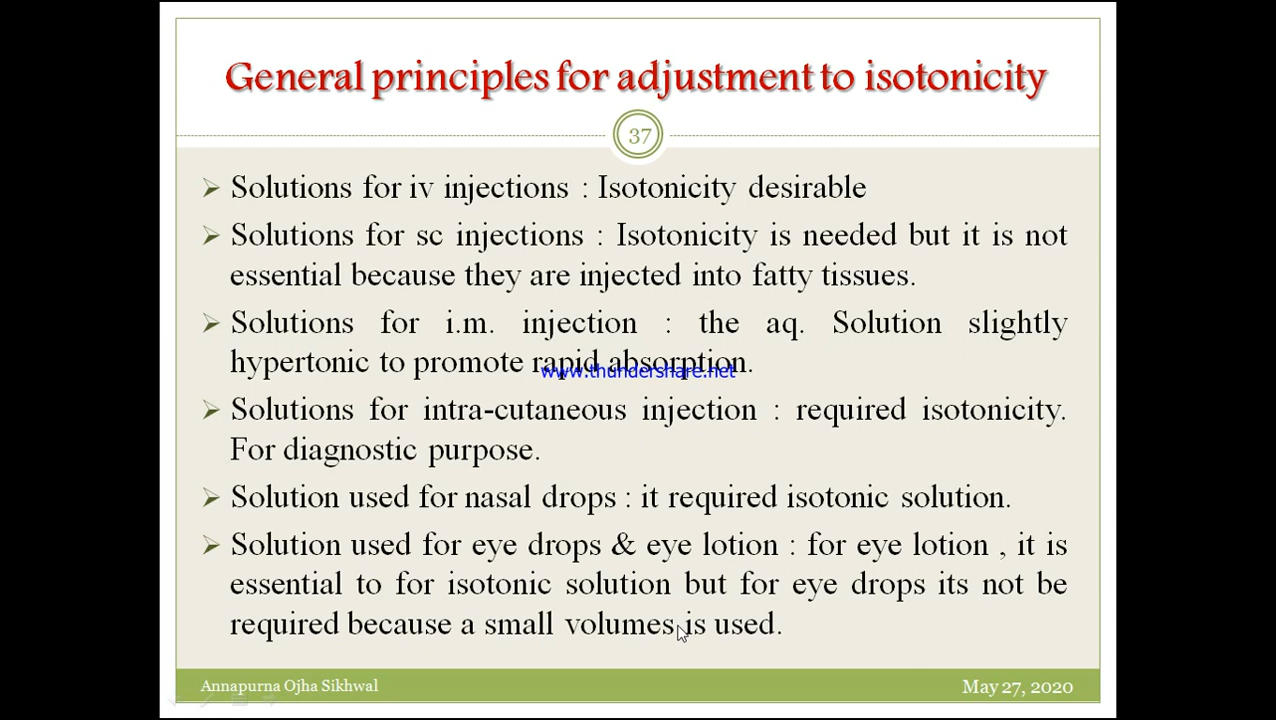 General principles for adjustment to isotonicity
37
Solutions for iv injections : Isotonicity desirable
Solutions for sc injections : Isotonicity is needed but it is not
essential because they are injected into fatty tissues.
Solutions for i.m. injection : the aq. Solution slightly
hypertonic to promote rapid absorption.
www.thundershare.net
Solutions for intra-cutaneous injection : required isotonicity.
For diagnostic purpose.
Solution used for nasal drops : it required isotonic solution.
Solution used for eye drops & eye lotion : for eye lotion , it is
essential to for isotonic solution but for eye drops its not be
required because a small volumes is used.
Annapurna Ojha Sikhwal
May 27, 2020